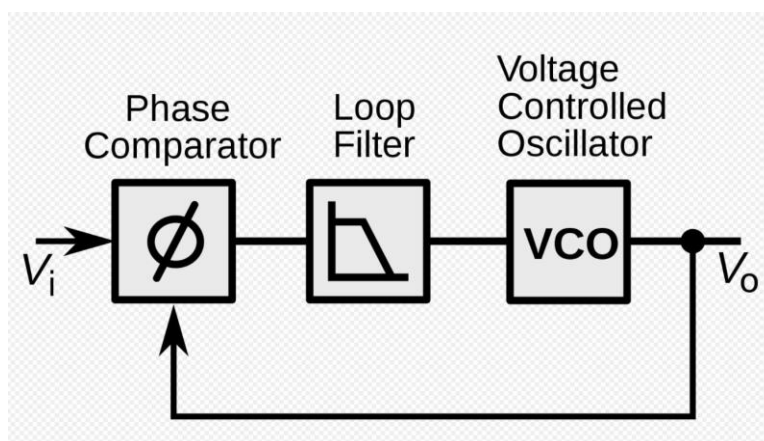 Phase
Comparator
Loop
Filter
Voltage
Controlled
Oscillator
Vi
ϕ
VCO
Vo